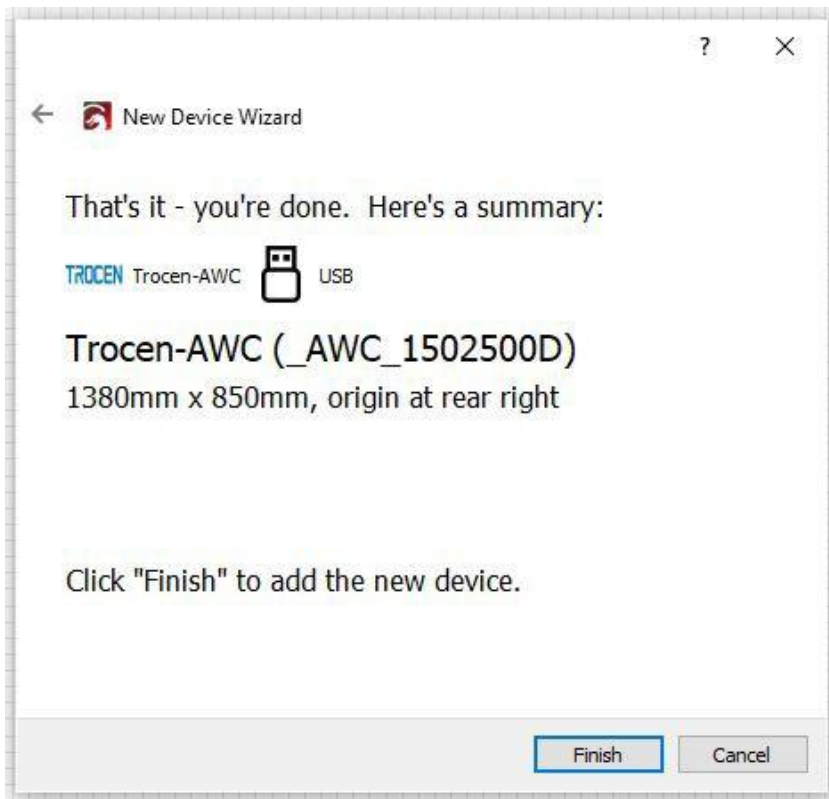 ?
New Device Wizard
That's it - you're done. Here's a summary:
TROCEN Trocen-AWC USB
Trocen-AWC (_AWC_1502500D)
1380mm x 850mm, origin at rear right
Click "Finish" to add the new device.
Finish Cancel